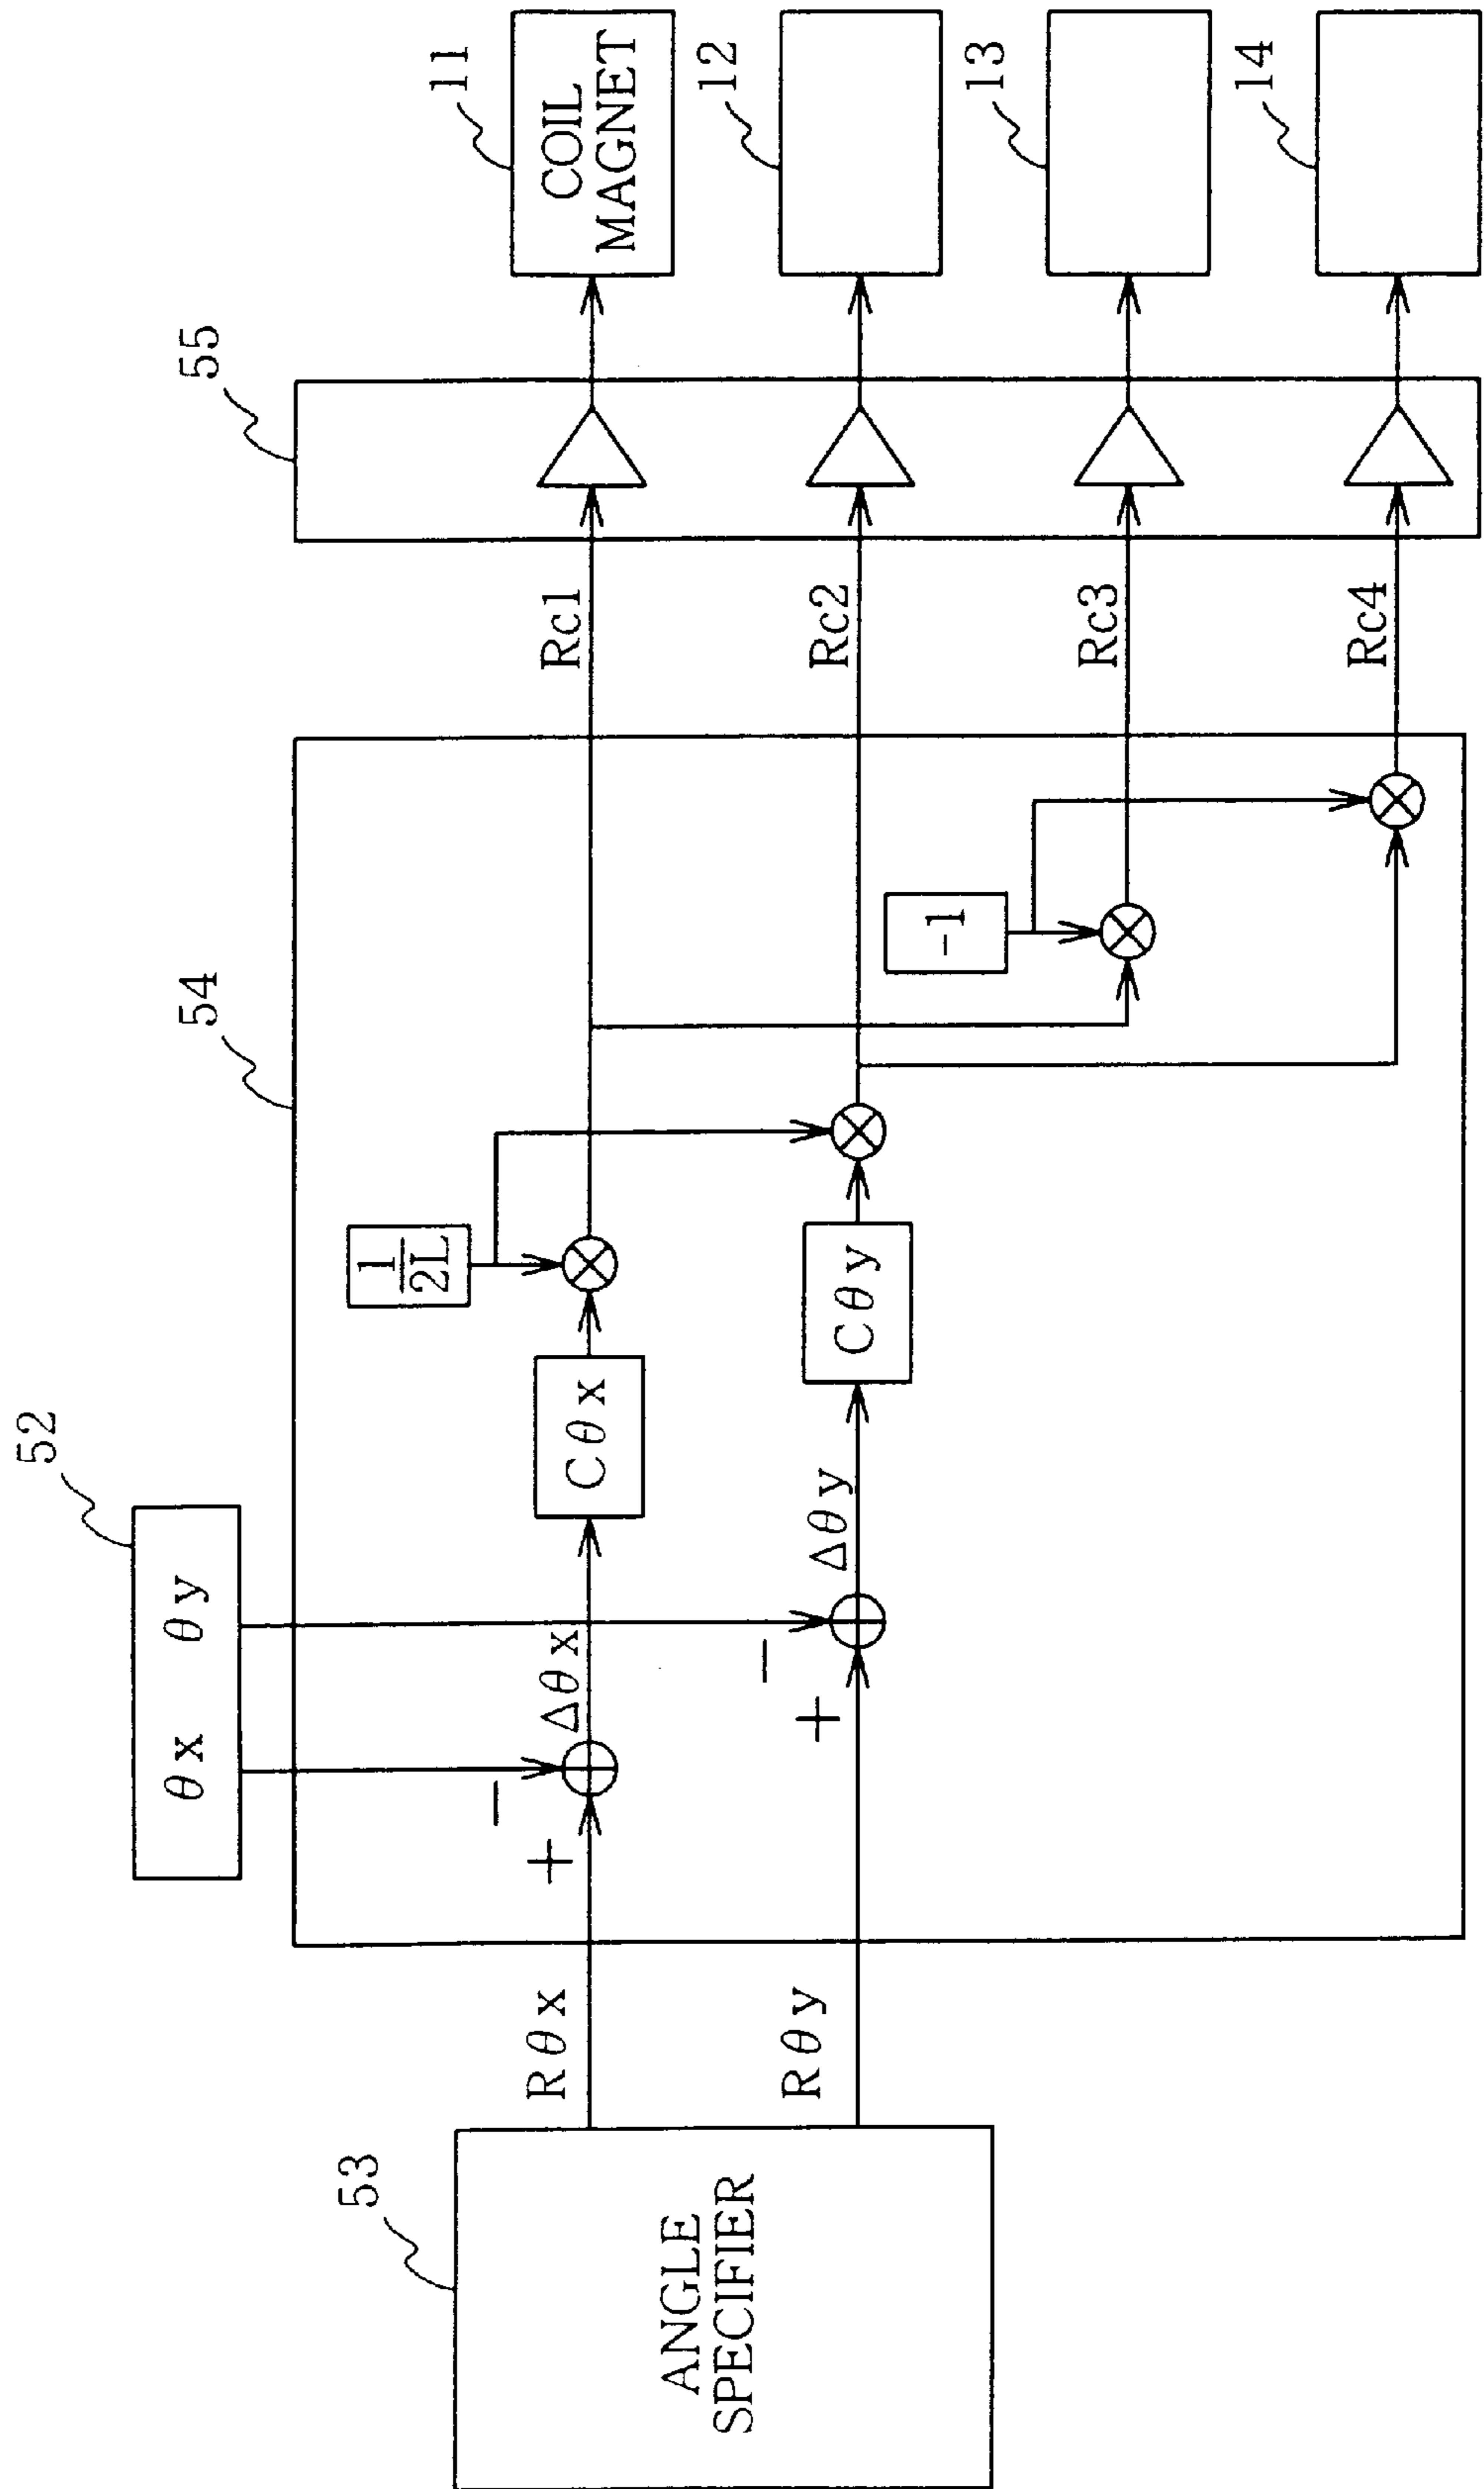 52
θx θy
53
ANGLE
SPECIFIER
Rθx
Rθy
54
+
−
Δθx
+
−
Δθy
Cθx
Cθy
1
2L
-1
Rc1
Rc2
Rc3
Rc4
55
11
COIL
MAGNET
12
13
14